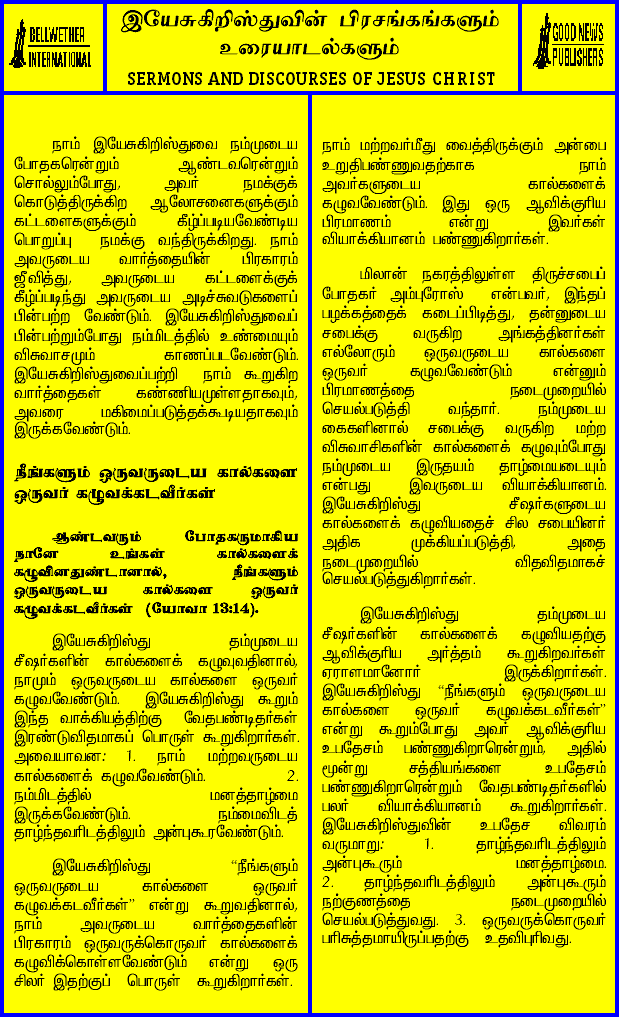 BELLWETHER
INTERNATIONAL
இயேசுகிறிஸ்துவின் பிரசங்கங்களும்
உரையாடல்களும்
SERMONS AND DISCOURSES OF JESUS CHRIST
GOOD NEWS
PUBLISHERS
நாம் இயேசுகிறிஸ்துவை நம்முடைய
போதகரென்றும் ஆண்டவரென்றும்
சொல்லும்போது, அவர் நமக்குக்
கொடுத்திருக்கிற ஆலோசனைகளுக்கும்
கட்டளைகளுக்கும் கீழ்ப்படியவேண்டிய
பொறுப்பு நமக்கு வந்திருக்கிறது. நாம்
அவருடைய வார்த்தையின் பிரகாரம்
ஜீவித்து, அவருடைய கட்டளைக்குக்
கீழ்ப்படிந்து அவருடைய அடிச்சுவடுகளைப்
பின்பற்ற வேண்டும். இயேசுகிறிஸ்துவைப்
பின்பற்றும்போது நம்மிடத்தில் உண்மையும்
விசுவாசமும் காணப்படவேண்டும்.
இயேசுகிறிஸ்துவைப்பற்றி நாம் கூறுகிற
வார்த்தைகள் கண்ணியமுள்ளதாகவும்,
அவரை மகிமைப்படுத்தக்கூடியதாகவும்
இருக்கவேண்டும்.
நீங்களும் ஒருவருடைய கால்களை
ஒருவர் கழுவக்கடவீர்கள்
ஆண்டவரும் போதகருமாகிய
நானே உங்கள் கால்களைக்
கழுவினதுண்டானால், நீங்களும்
ஒருவருடைய கால்களை ஒருவர்
கழுவக்கடவீர்கள் (யோவா 13:14).
இயேசுகிறிஸ்து தம்முடைய
சீஷர்களின் கால்களைக் கழுவுவதினால்,
நாமும் ஒருவருடைய கால்களை ஒருவர்
கழுவவேண்டும். இயேசுகிறிஸ்து கூறும்
இந்த வாக்கியத்திற்கு வேதபண்டிதர்கள்
இரண்டுவிதமாகப் பொருள் கூறுகிறார்கள்.
அவையாவன: 1. நாம் மற்றவருடைய
கால்களைக் கழுவவேண்டும். 2.
நம்மிடத்தில் மனத்தாழ்மை
இருக்கவேண்டும். நம்மைவிடத்
தாழ்ந்தவரிடத்திலும் அன்புகூரவேண்டும்.
இயேசுகிறிஸ்து “நீங்களும்
ஒருவருடைய கால்களை ஒருவர்
கழுவக்கடவீர்கள்” என்று கூறுவதினால்,
நாம் அவருடைய வார்த்தைகளின்
பிரகாரம் ஒருவருக்கொருவர் கால்களைக்
கழுவிக்கொள்ளவேண்டும் என்று ஒரு
சிலர் இதற்குப் பொருள் கூறுகிறார்கள்.
நாம் மற்றவர்மீது வைத்திருக்கும் அன்பை
உறுதிபண்ணுவதற்காக நாம்
அவர்களுடைய கால்களைக்
கழுவவேண்டும். இது ஒரு ஆவிக்குரிய
பிரமாணம் என்று இவர்கள்
வியாக்கியானம் பண்ணுகிறார்கள்.
மிலான் நகரத்திலுள்ள திருச்சபைப்
போதகர் அம்புரோஸ் என்பவர், இந்தப்
பழக்கத்தைக் கடைப்பிடித்து, தன்னுடைய
சபைக்கு வருகிற அங்கத்தினர்கள்
எல்லோரும் ஒருவருடைய கால்களை
ஒருவர் கழுவவேண்டும் என்னும்
பிரமாணத்தை நடைமுறையில்
செயல்படுத்தி வந்தார். நம்முடைய
கைகளினால் சபைக்கு வருகிற மற்ற
விசுவாசிகளின் கால்களைக் கழுவும்போது
நம்முடைய இருதயம் தாழ்மையடையும்
என்பது இவருடைய வியாக்கியானம்.
இயேசுகிறிஸ்து சீஷர்களுடைய
கால்களைக் கழுவியதைச் சில சபையினர்
அதிக முக்கியப்படுத்தி, அதை
நடைமுறையில் விதவிதமாகச்
செயல்படுத்துகிறார்கள்.
இயேசுகிறிஸ்து தம்முடைய
சீஷர்களின் கால்களைக் கழுவியதற்கு
ஆவிக்குரிய அர்த்தம் கூறுகிறவர்கள்
ஏராளமானோர் இருக்கிறார்கள்.
இயேசுகிறிஸ்து “நீங்களும் ஒருவருடைய
கால்களை ஒருவர் கழுவக்கடவீர்கள்”
என்று கூறும்போது அவர் ஆவிக்குரிய
உபதேசம் பண்ணுகிறாரென்றும், அதில்
மூன்று சத்தியங்களை உபதேசம்
பண்ணுகிறாரென்றும் வேதபண்டிதர்களில்
பலர் வியாக்கியானம் கூறுகிறார்கள்.
இயேசுகிறிஸ்துவின் உபதேச விவரம்
வருமாறு: 1. தாழ்ந்தவரிடத்திலும்
அன்புகூரும் மனத்தாழ்மை.
2. தாழ்ந்தவரிடத்திலும் அன்புகூரும்
நற்குணத்தை நடைமுறையில்
செயல்படுத்துவது. 3. ஒருவருக்கொருவர்
பரிசுத்தமாயிருப்பதற்கு உதவிபுரிவது.